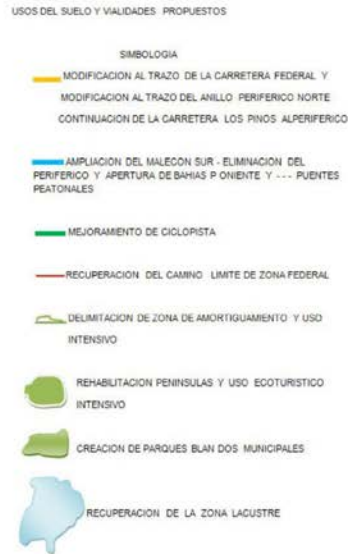 USOS DEL SUELO Y VIALIDADES PROPUESTOS
SIMBOLOGIA
MODIFICACION AL TRAZO DE LA CARRETERA FEDERAL Y
MODIFICACION AL TRAZO DEL ANILLO PERIFERICO NORTE
CONTINUACION DE LA CARRETERA LOS PINOS ALPERIFERICO
AMPLIACION DEL MALECON SUR - ELIMINACION DEL
PERIFERICO Y APERTURA DE BAHIAS P ONIENTE Y --- PUENTES
PEATONALES
MEJORAMIENTO DE CICLOPISTA
RECUPERACION DEL CAMINO LIMITE DE ZONA FEDERAL
DELIMITACION DE ZONA DE AMORTIGUAMIENTO Y USO
INTENSIVO
REHABILITACION PENINSULAS Y USO ECOTURISTICO
INTENSIVO
CREACION DE PARQUES BLAN DOS MUNICIPALES
RECUPERACION DE LA ZONA LACUSTRE